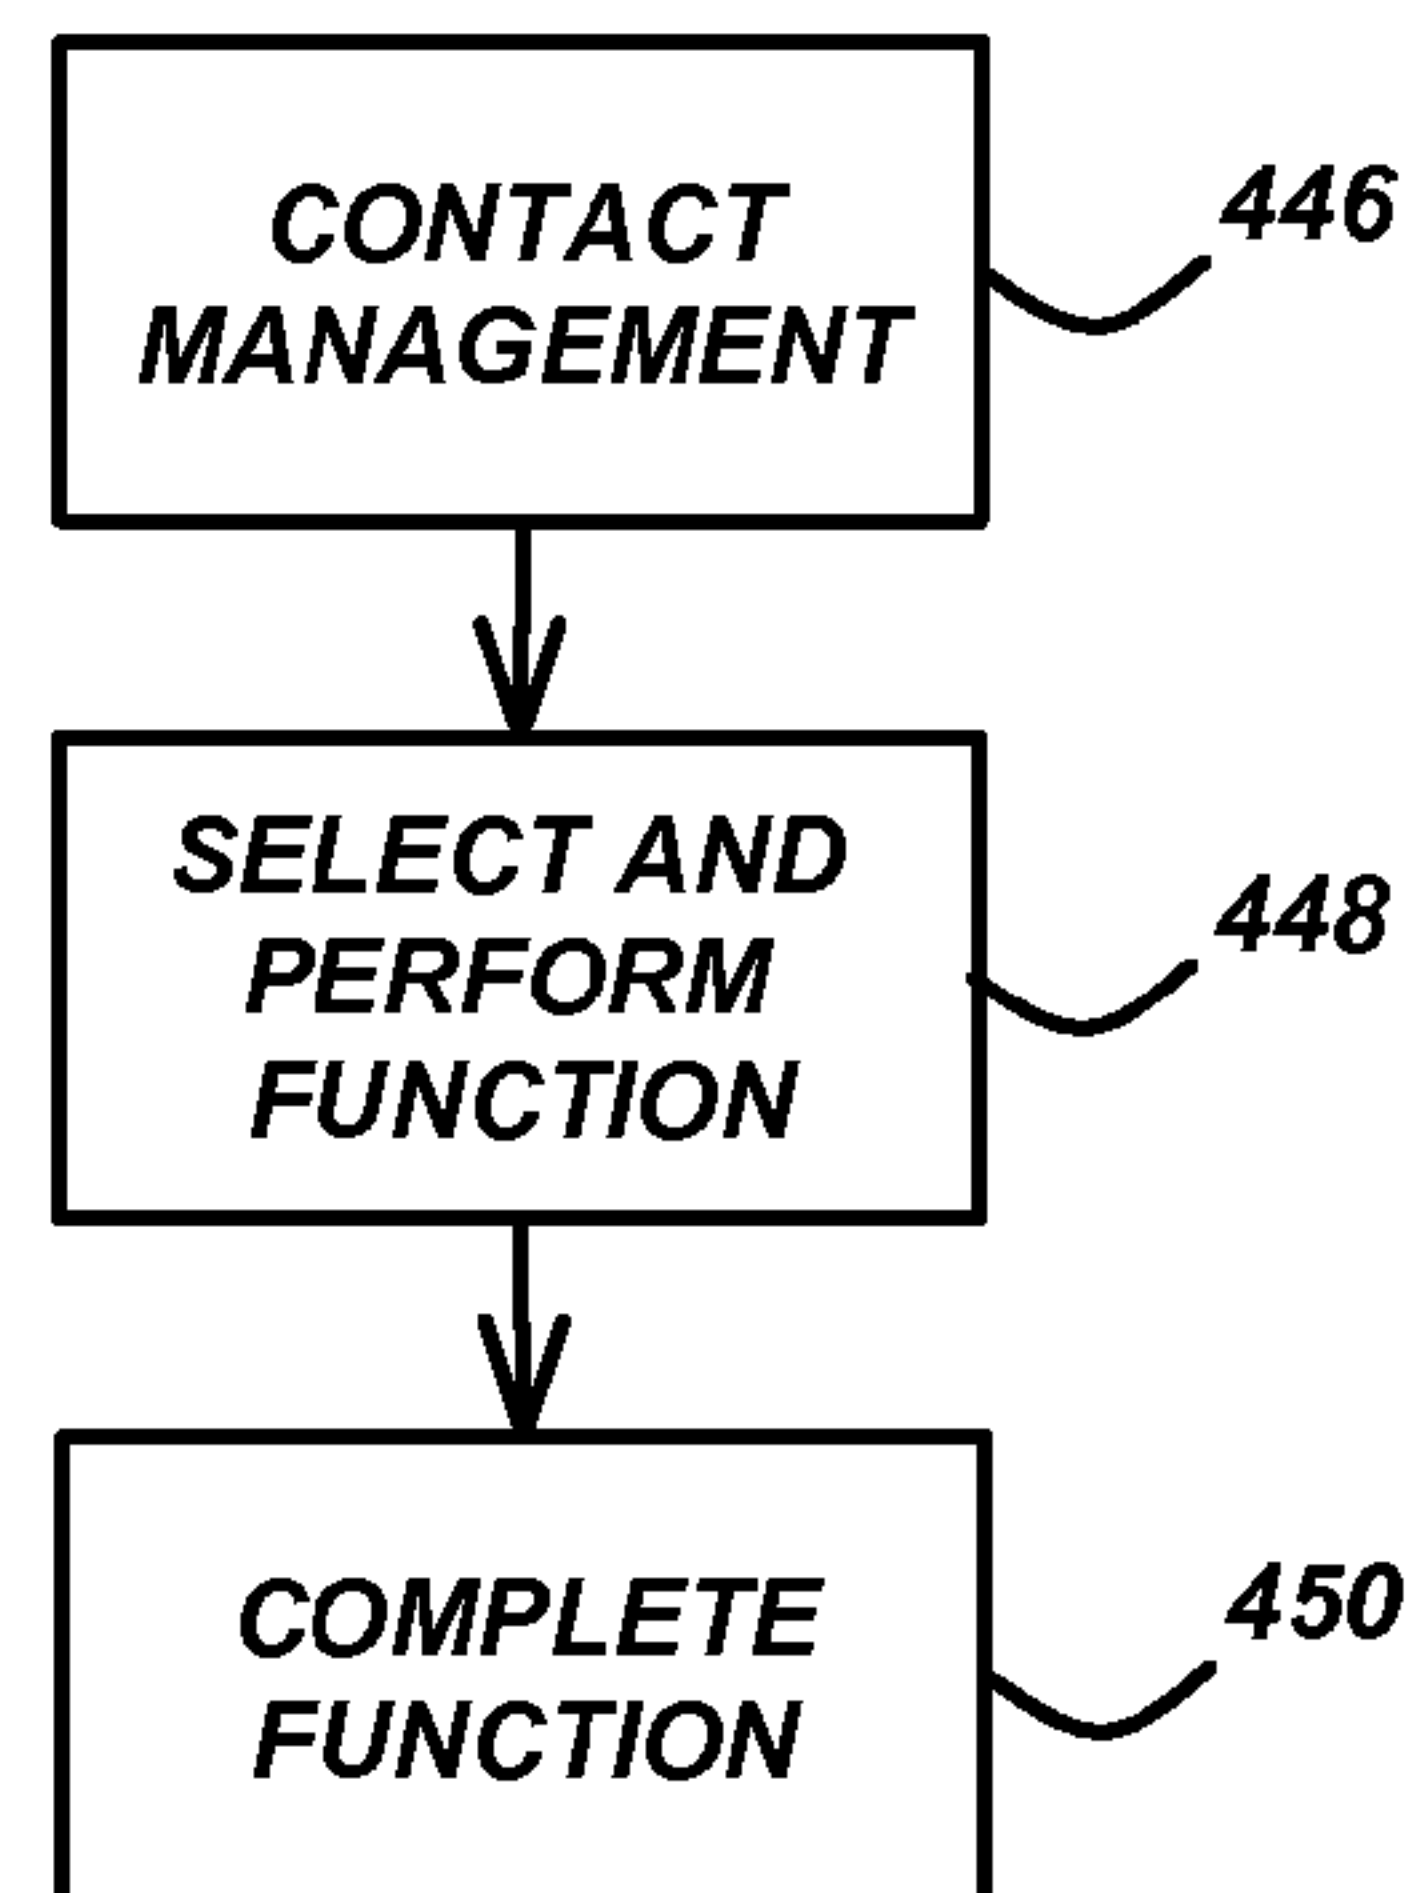 CONTACT
MANAGEMENT
446
SELECT AND
PERFORM
FUNCTION
448
COMPLETE
FUNCTION
450